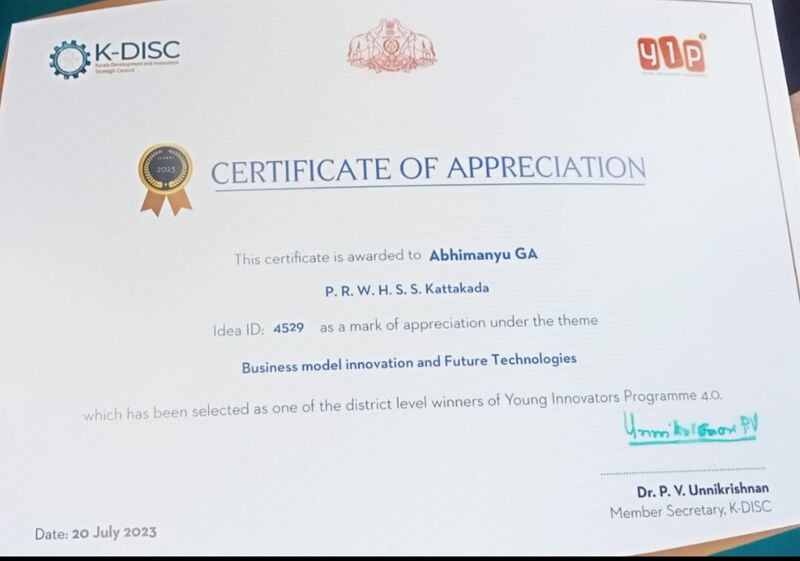 K-DISC
Kerala Development and Innovation
Strategic Council
yip
YOUNG INNOVATORS PROGRAMME
2023
CERTIFICATE OF APPRECIATION
This certificate is awarded to Abhimanyu GA
P. R. W. H. S. S. Kattakada
Idea ID: 4529 as a mark of appreciation under the theme
Business model innovation and Future Technologies
which has been selected as one of the district level winners of Young Innovators Programme 4.0.
Unnikrishnan PV
Dr. P. V. Unnikrishnan
Member Secretary, K-DISC
Date: 20 July 2023